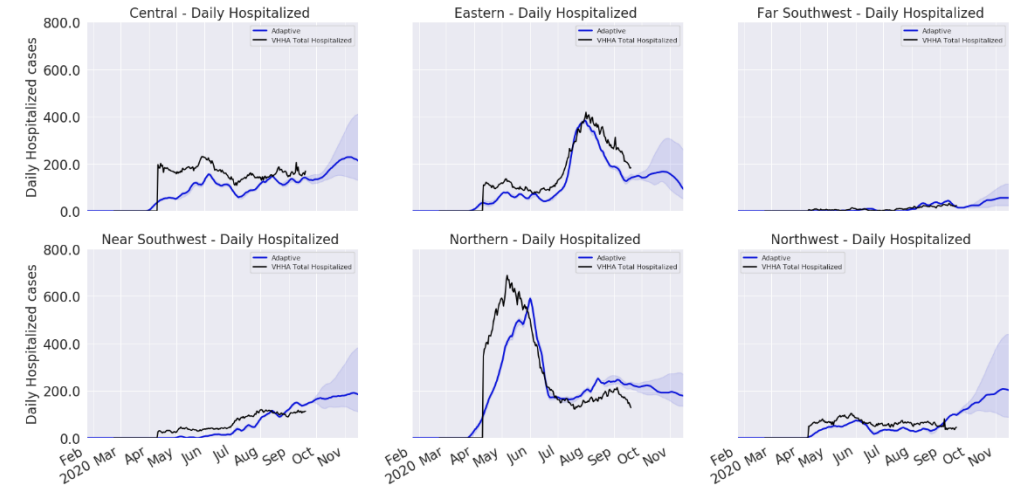 Central - Daily Hospitalized
Eastern - Daily Hospitalized
Far Southwest - Daily Hospitalized
Daily Hospitalized cases
800.0
600.0
400.0
200.0
0.0
Adaptive
VHHA Total Hospitalized
Adaptive
VHHA Total Hospitalized
Adaptive
VHHA Total Hospitalized
Near Southwest - Daily Hospitalized
Northern - Daily Hospitalized
Northwest - Daily Hospitalized
Daily Hospitalized cases
800.0
600.0
400.0
200.0
0.0
Adaptive
VHHA Total Hospitalized
Adaptive
VHHA Total Hospitalized
Adaptive
VHHA Total Hospitalized
Feb 2020 Mar Apr May Jun Jul Aug Sep Oct Nov
Feb 2020 Mar Apr May Jun Jul Aug Sep Oct Nov
Feb 2020 Mar Apr May Jun Jul Aug Sep Oct Nov